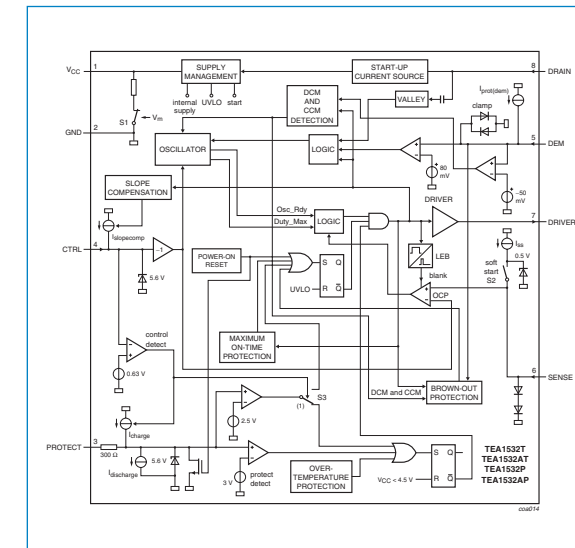 VCC 1
SUPPLY MANAGEMENT
START-UP CURRENT SOURCE
8 DRAIN
internal supply
UVLO
start
S1
Vm
GND 2
DCM AND CCM DETECTION
VALLEY
clamp
Iprot(dem)
5 DEM
OSCILLATOR
LOGIC
80 mV
−50 mV
SLOPE COMPENSATION
Islopecomp
Osc_Rdy
Duty_Max
LOGIC
DRIVER
7 DRIVER
CTRL 4
−1
5.6 V
POWER-ON RESET
S Q
R Q
UVLO
LEB
blank
OCP
Iss
0.5 V
soft start S2
control detect
0.63 V
MAXIMUM ON-TIME PROTECTION
2.5 V
(1)
S3
DCM and CCM
BROWN-OUT PROTECTION
6 SENSE
Icharge
PROTECT 3
300 Ω
Idischarge
5.6 V
3 V
protect detect
OVER-TEMPERATURE PROTECTION
VCC < 4.5 V
S Q
R Q
TEA1532T
TEA1532AT
TEA1532P
TEA1532AP
coa014